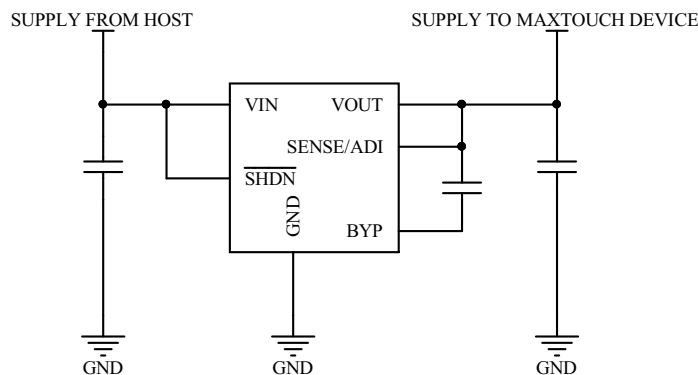 SUPPLY FROM HOST
SUPPLY TO MAXTOUCH DEVICE
VIN
VOUT
SENSE/ADI
SHDN
GND
BYP
GND
GND
GND